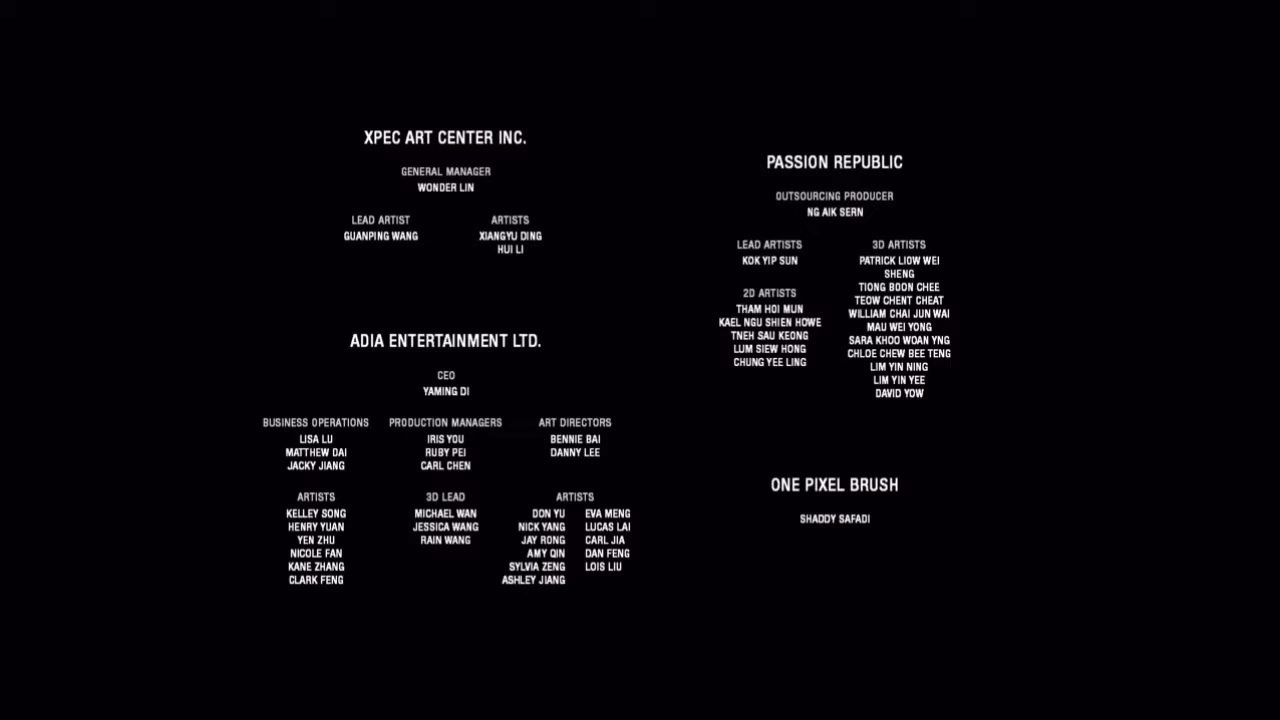 XPEC ART CENTER INC.
GENERAL MANAGER
WONDER LIN
LEAD ARTIST
GUANPING WANG
ARTISTS
XIANGYU DING
HUI LI
ADIA ENTERTAINMENT LTD.
CEO
YAMING DI
BUSINESS OPERATIONS
LISA LU
MATTHEW DAI
JACKY JIANG
PRODUCTION MANAGERS
IRIS YOU
RUBY PEI
CARL CHEN
ART DIRECTORS
BENNIE BAI
DANNY LEE
ARTISTS
KELLEY SONG
HENRY YUAN
YEN ZHU
NICOLE FAN
KANE ZHANG
CLARK FENG
3D LEAD
MICHAEL WAN
JESSICA WANG
RAIN WANG
ARTISTS
DON YU
NICK YANG
JAY RONG
AMY QIN
SYLVIA ZENG
ASHLEY JIANG
EVA MENG
LUCAS LAI
CARL JIA
DAN FENG
LOIS LIU
PASSION REPUBLIC
OUTSOURCING PRODUCER
NG AIK SERN
LEAD ARTISTS
KOK YIP SUN
2D ARTISTS
THAM HOI MUN
KAEL NGU SHIEN HOWE
TNEH SAU KEONG
LUM SIEW HONG
CHUNG YEE LING
3D ARTISTS
PATRICK LIOW WEI
SHENG
TIONG BOON CHEE
TEOW CHENT CHEAT
WILLIAM CHAI JUN WAI
MAU WEI YONG
SARA KHOO WOAN YNG
CHLOE CHEW BEE TENG
LIM YIN NING
LIM YIN YEE
DAVID YOW
ONE PIXEL BRUSH
SHADDY SAFADI